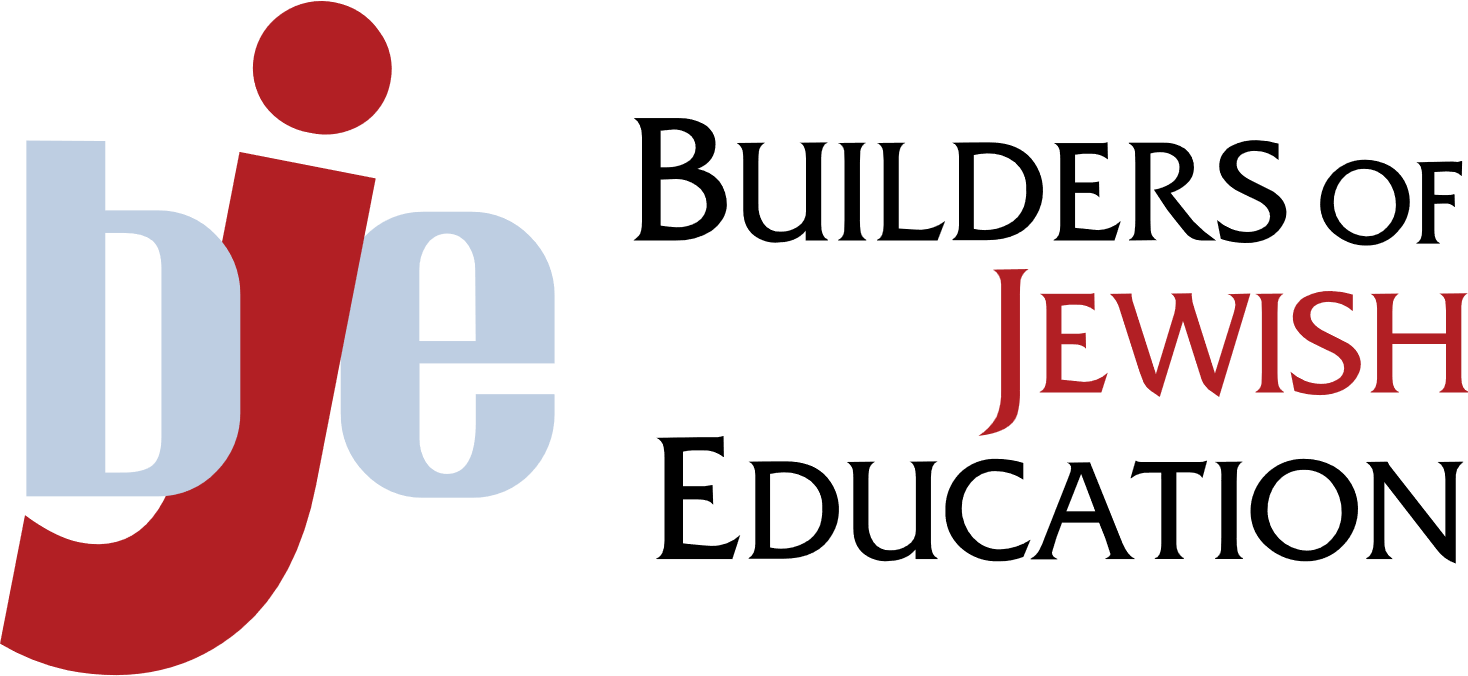 bje
BUILDERS OF
JEWISH
EDUCATION